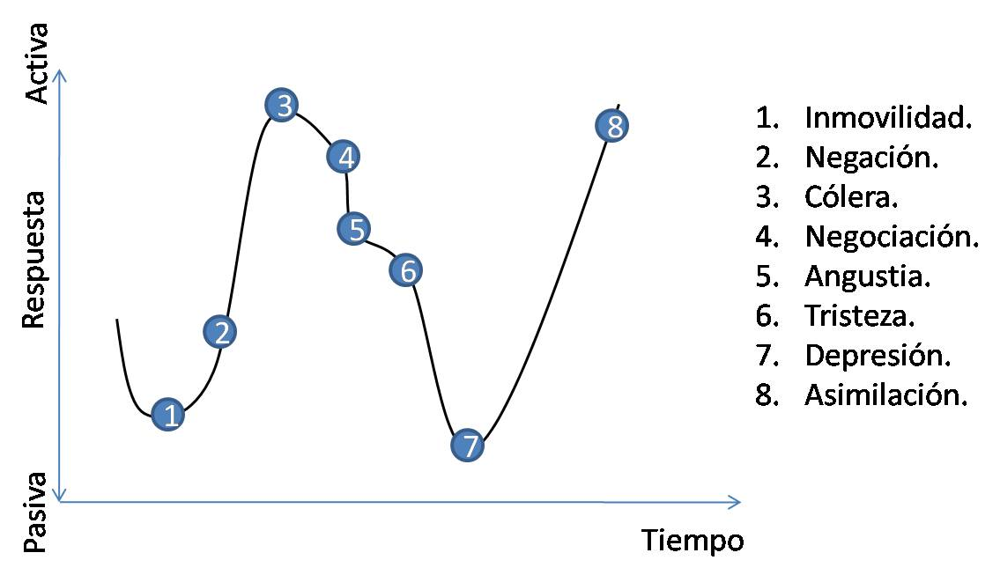 Activa
Respuesta
Pasiva
Tiempo
1
2
3
4
5
6
7
8
1. Inmovilidad.
2. Negación.
3. Cólera.
4. Negociación.
5. Angustia.
6. Tristeza.
7. Depresión.
8. Asimilación.